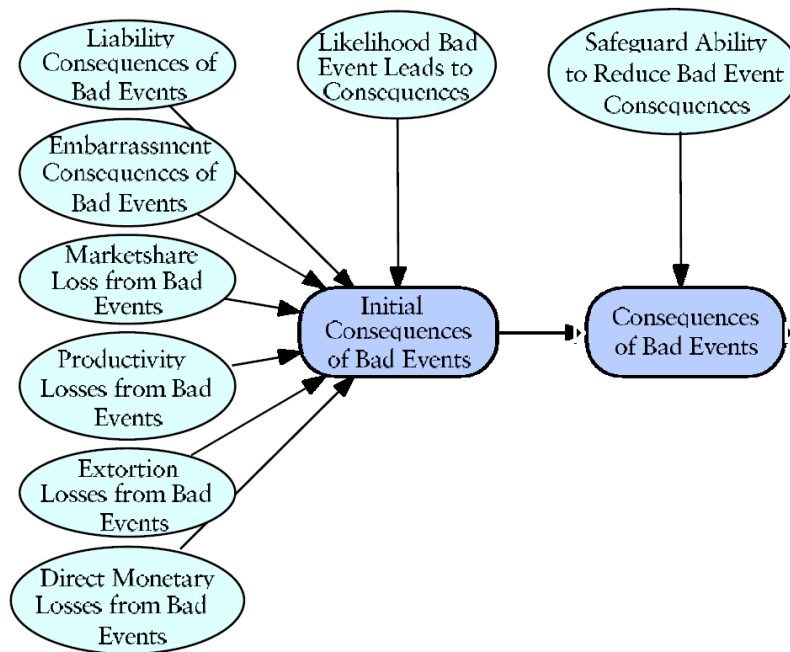 Liability
Consequences of
Bad Events
Likelihood Bad
Event Leads to
Consequences
Safeguard Ability
to Reduce Bad Event
Consequences
Embarrassment
Consequences of
Bad Events
Marketshare
Loss from Bad
Events
Productivity
Losses from Bad
Events
Extortion
Losses from Bad
Events
Direct Monetary
Losses from Bad
Events
Initial
Consequences
of Bad Events
Consequences
of Bad Events